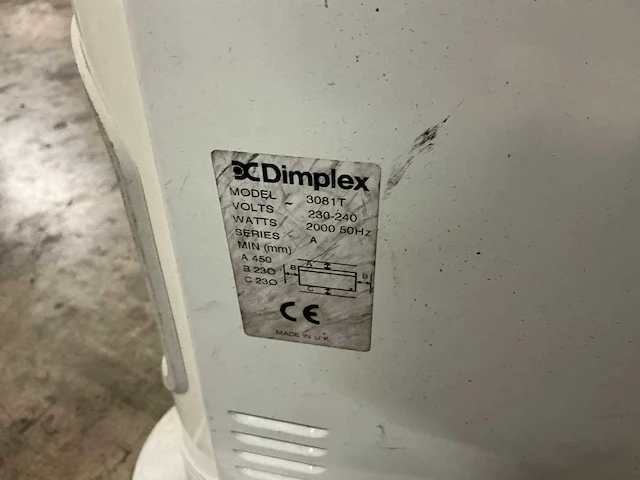 Dimplex
MODEL 3081T
VOLTS ~ 230-240
WATTS 2000 50Hz
SERIES - A
MIN (mm)
A 450
B 230
C 230
A
B B
C
CE
MADE IN U.K.